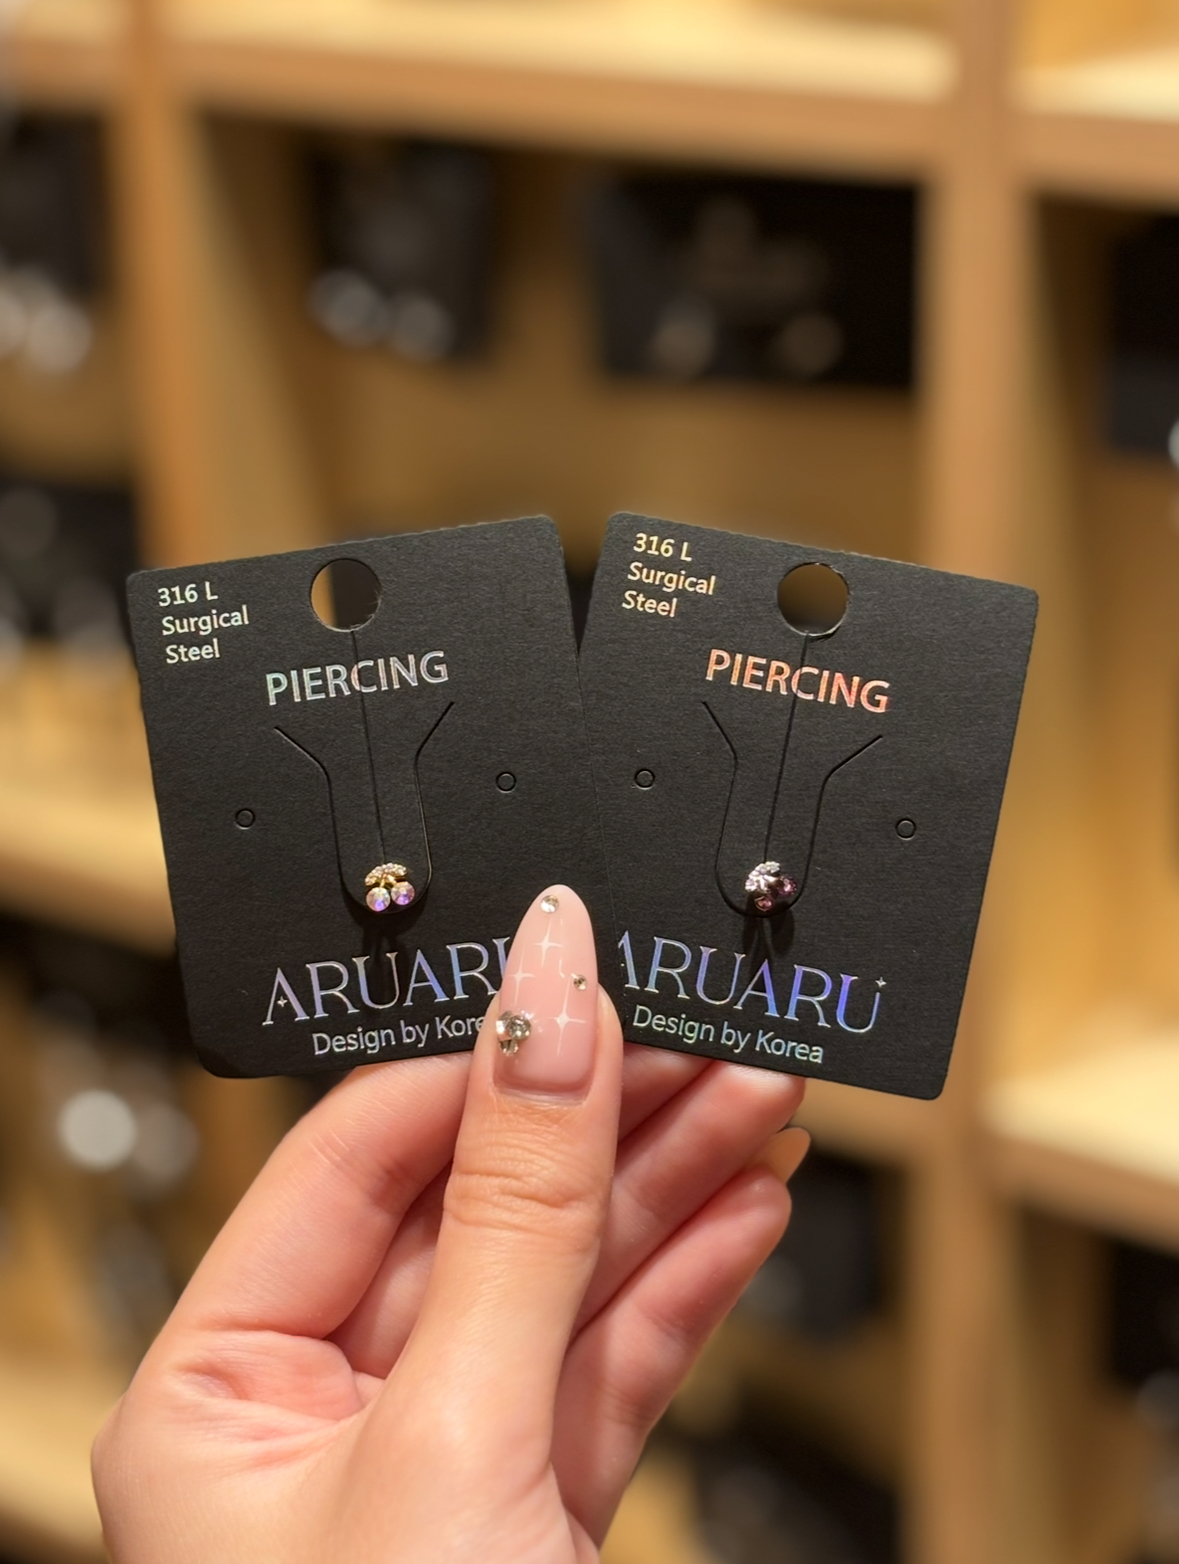 316 L
Surgical
Steel
PIERCING
ARUARU
Design by Kore
316 L
Surgical
Steel
PIERCING
ARUARU
Design by Korea